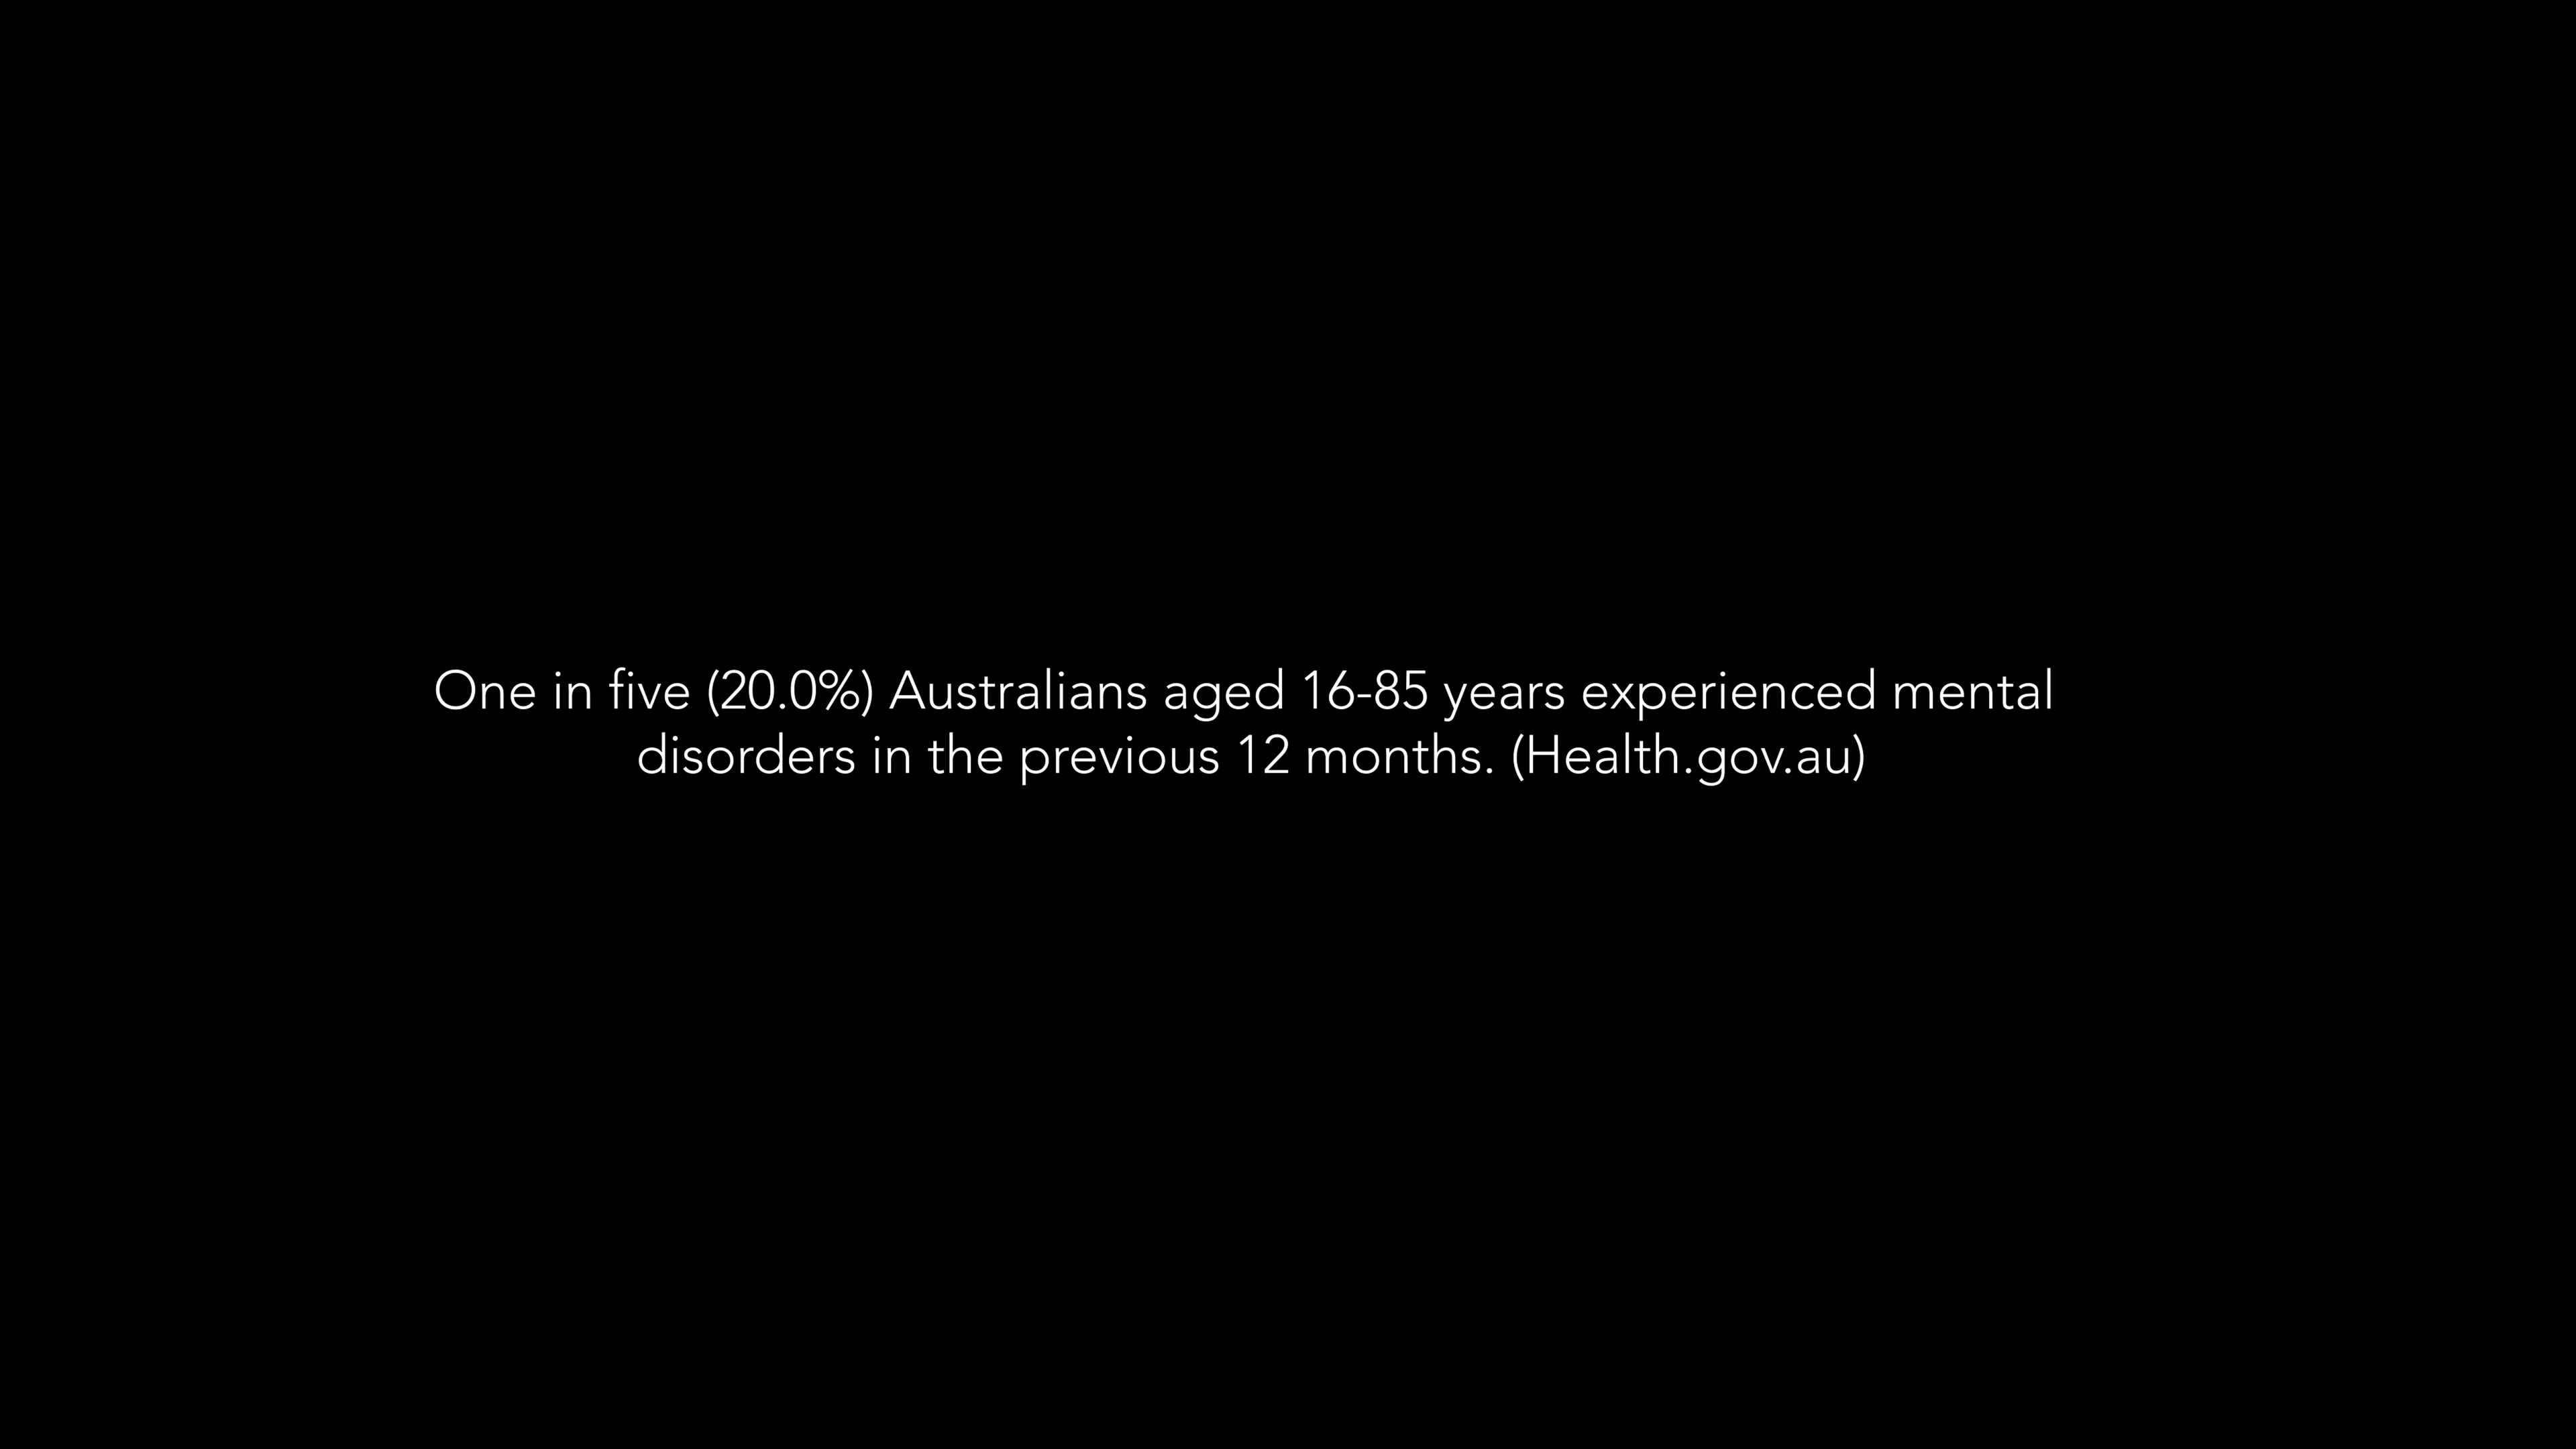 One in five (20.0%) Australians aged 16-85 years experienced mental
disorders in the previous 12 months. (Health.gov.au)